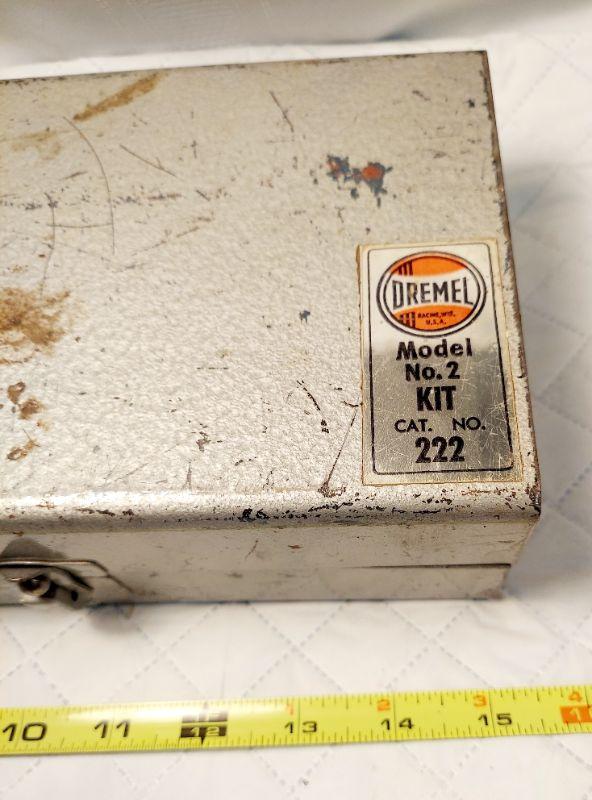 DREMEL
RACINE, WIS.
U.S.A.
Model
No. 2
KIT
CAT. NO.
222
1 2 3 4
10 11 12 13 14 15